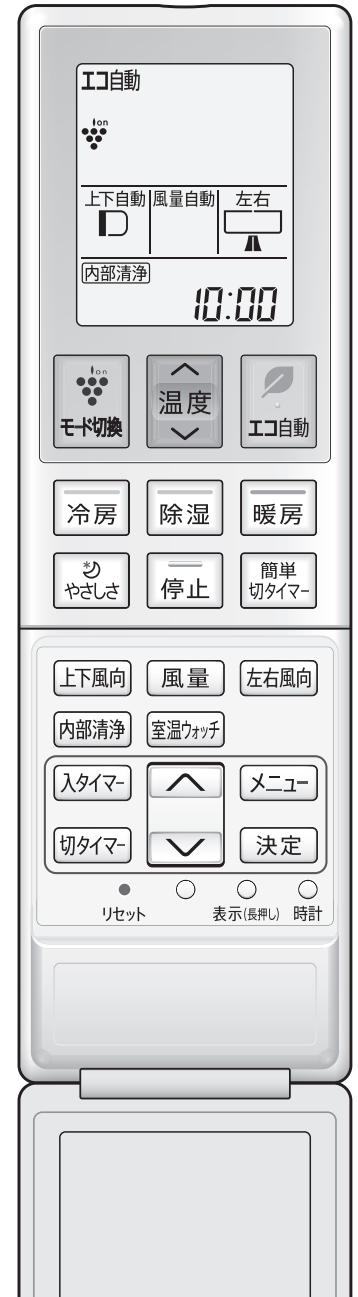 エコ自動
ion
上下自動 風量自動 左右
内部清浄
10:00
ion
モード切換 温度 エコ自動
冷房 除湿 暖房
やさしさ 停止 簡単
切タイマー
上下風向 風量 左右風向
内部清浄 室温ウォッチ
入タイマー メニュー
切タイマー 決定
リセット 表示(長押し) 時計